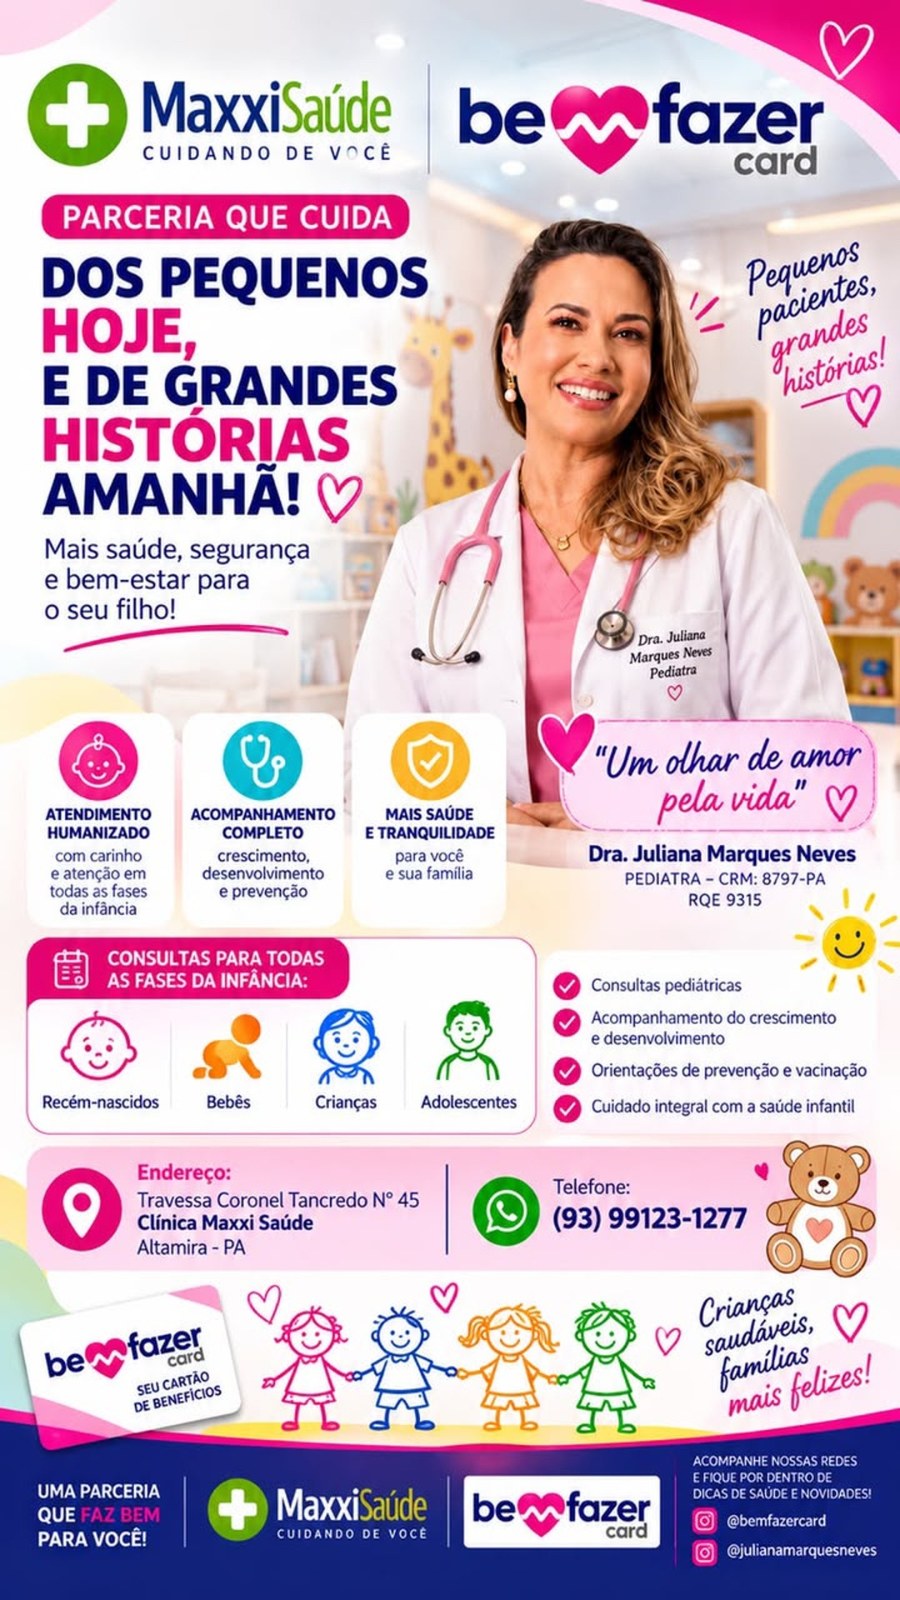 MaxxiSaúde
CUIDANDO DE VOCÊ
be fazer
card
PARCERIA QUE CUIDA
DOS PEQUENOS
HOJE,
E DE GRANDES
HISTÓRIAS
AMANHÃ!
Mais saúde, segurança
e bem-estar para
o seu filho!
Pequenos
pacientes,
grandes
histórias!
Dra. Juliana
Marques Neves
Pediatra
ATENDIMENTO
HUMANIZADO
com carinho
e atenção em
todas as fases
da infância
ACOMPANHAMENTO
COMPLETO
crescimento,
desenvolvimento
e prevenção
MAIS SAÚDE
E TRANQUILIDADE
para você
e sua família
"Um olhar de amor
pela vida"
Dra. Juliana Marques Neves
PEDIATRA – CRM: 8797-PA
RQE 9315
CONSULTAS PARA TODAS
AS FASES DA INFÂNCIA:
Recém-nascidos
Bebês
Crianças
Adolescentes
Consultas pediátricas
Acompanhamento do crescimento
e desenvolvimento
Orientações de prevenção e vacinação
Cuidado integral com a saúde infantil
Endereço:
Travessa Coronel Tancredo N° 45
Clínica Maxxi Saúde
Altamira - PA
Telefone:
(93) 99123-1277
be fazer
card
SEU CARTÃO
DE BENEFÍCIOS
Crianças
saudáveis,
famílias
mais felizes!
UMA PARCERIA
QUE FAZ BEM
PARA VOCÊ!
MaxxiSaúde
CUIDANDO DE VOCÊ
be fazer
card
ACOMPANHE NOSSAS REDES
E FIQUE POR DENTRO DE
DICAS DE SAÚDE E NOVIDADES!
@bemfazercard
@julianamarquesneves